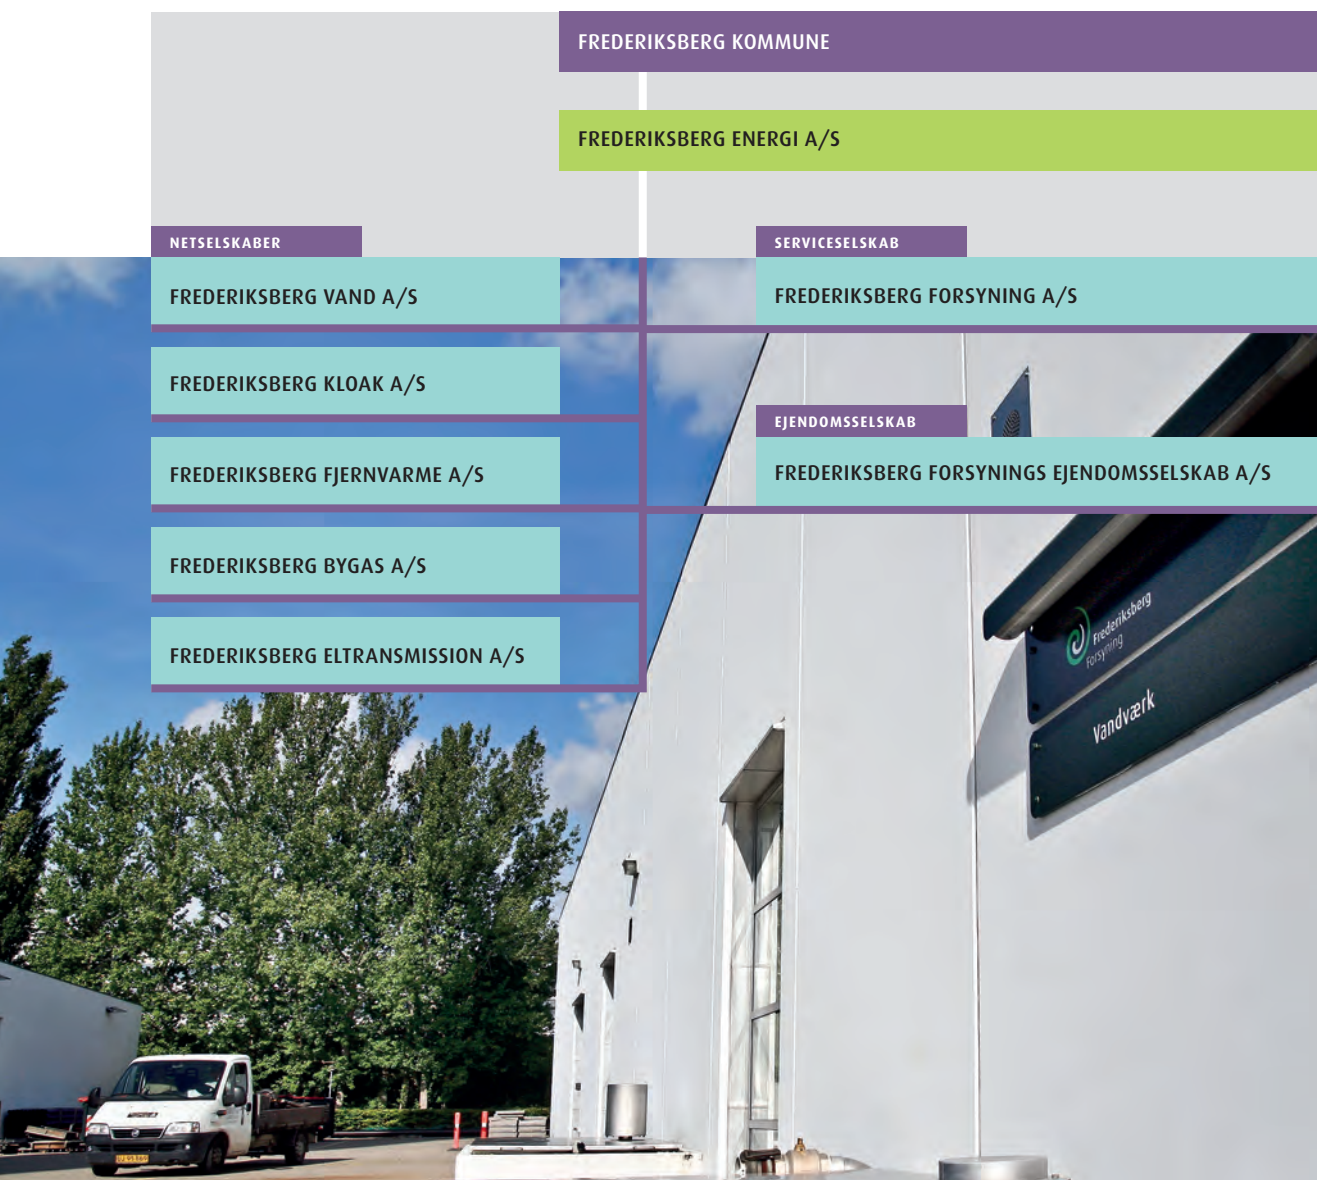 FREDERIKSBERG KOMMUNE
FREDERIKSBERG ENERGI A/S
NETSELSKABER
FREDERIKSBERG VAND A/S
FREDERIKSBERG KLOAK A/S
FREDERIKSBERG FJERNVARME A/S
FREDERIKSBERG BYGAS A/S
FREDERIKSBERG ELTRANSMISSION A/S
SERVICESELSKAB
FREDERIKSBERG FORSYNING A/S
EJENDOMSSELSKAB
FREDERIKSBERG FORSYNINGS EJENDOMSSELSKAB A/S
Frederiksberg
Forsyning
Vandværk